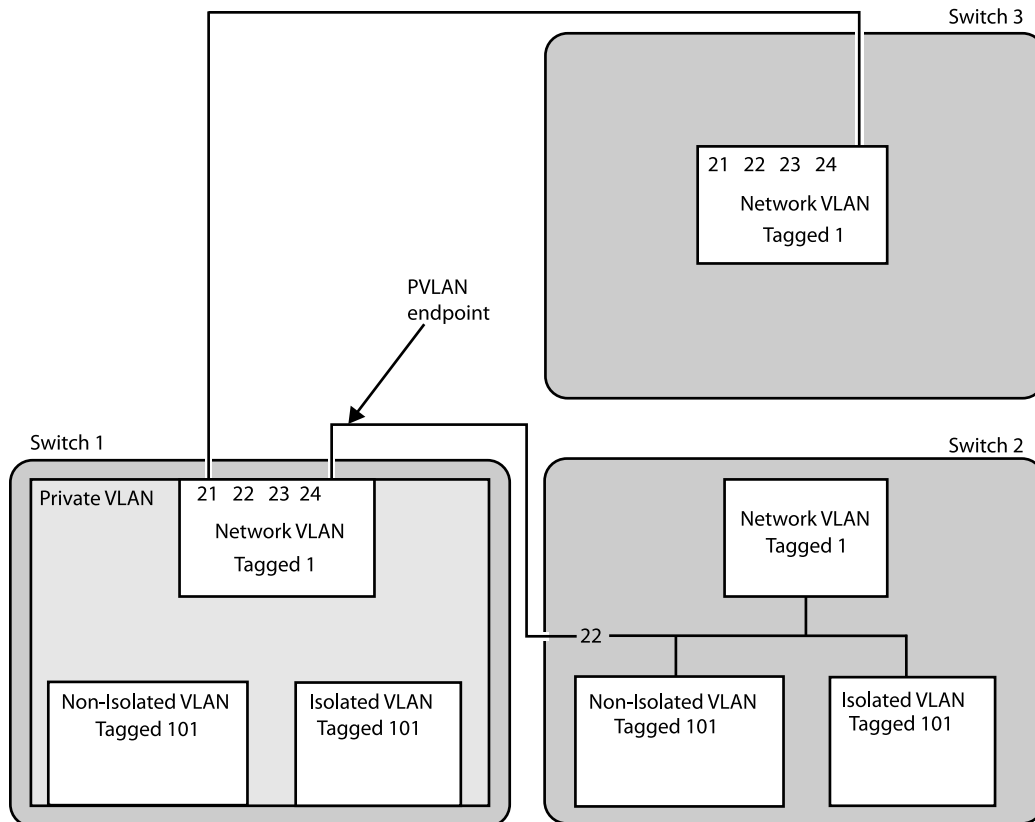 Switch 3
21 22 23 24
Network VLAN
Tagged 1
PVLAN
endpoint
Switch 1
Private VLAN
21 22 23 24
Network VLAN
Tagged 1
Non-Isolated VLAN
Tagged 101
Isolated VLAN
Tagged 101
Switch 2
Network VLAN
Tagged 1
22
Non-Isolated VLAN
Tagged 101
Isolated VLAN
Tagged 101